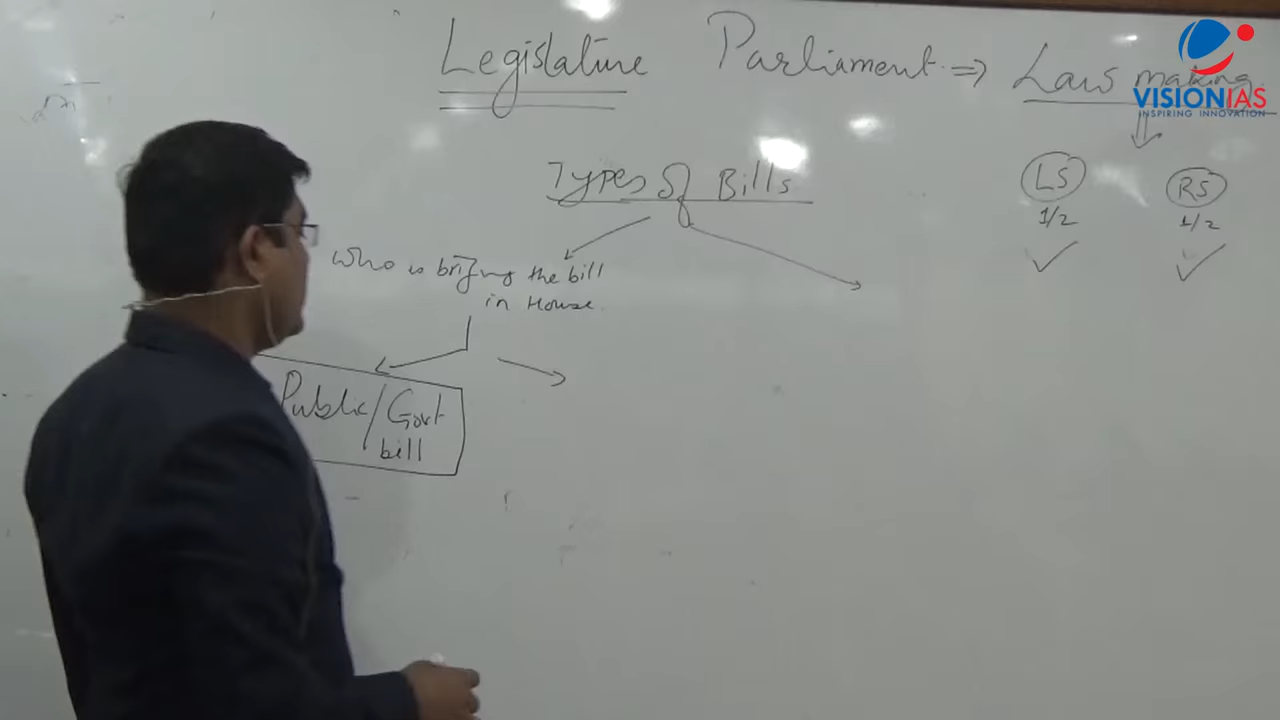 Legislature Parliament ⇒ Law making
VISIONIAS
INSPIRING INNOVATION
Types of Bills
LS
RS
1/2
1/2
Who is bringing the bill
in House.
Public/Govt
bill